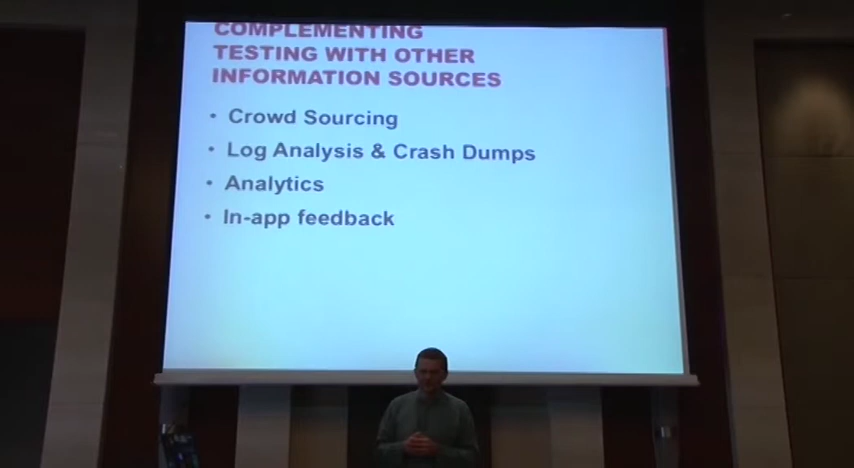 COMPLEMENTING
TESTING WITH OTHER
INFORMATION SOURCES
• Crowd Sourcing
• Log Analysis & Crash Dumps
• Analytics
• In-app feedback